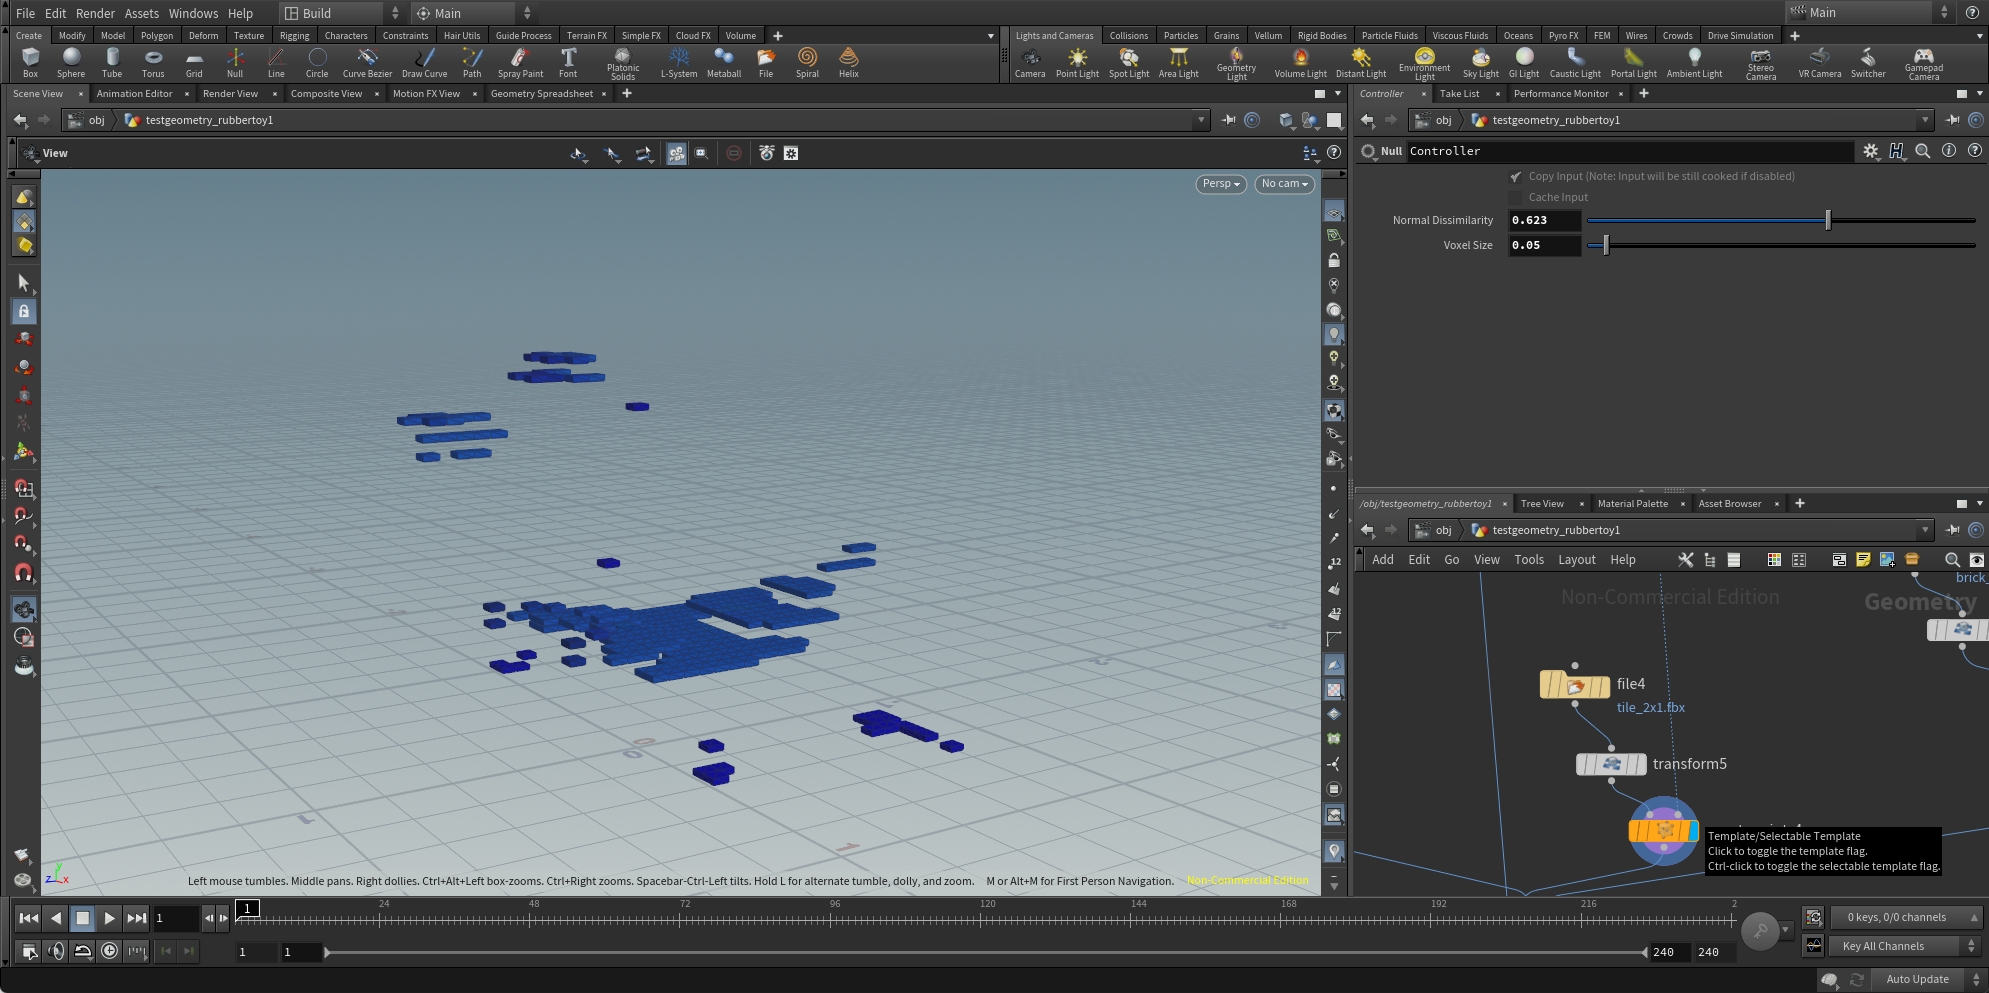 File Edit Render Assets Windows Help Build Main Main
Create Modify Model Polygon Deform Texture Rigging Characters Constraints Hair Utils Guide Process Terrain FX Simple FX Cloud FX Volume
Lights and Cameras Collisions Particles Grains Vellum Rigid Bodies Particle Fluids Viscous Fluids Oceans Pyro FX FEM Wires Crowds Drive Simulation
Box Sphere Tube Torus Grid Null Line Circle Curve Bezier Draw Curve Path Spray Paint Font Platonic Solids L-System Metaball File Spiral Helix
Camera Point Light Spot Light Area Light Geometry Light Volume Light Distant Light Environment Light Sky Light GI Light Caustic Light Portal Light Ambient Light Stereo Camera VR Camera Switcher Gamepad Camera
Scene View Animation Editor Render View Composite View Motion FX View Geometry Spreadsheet
obj testgeometry_rubbertoy1
View
Persp No cam
Left mouse tumbles. Middle pans. Right dollies. Ctrl+Alt+Left box-zooms. Ctrl+Right zooms. Spacebar-Ctrl-Left tilts. Hold L for alternate tumble, dolly, and zoom. M or Alt+M for First Person Navigation.
Non-Commercial Edition
Controller Take List Performance Monitor
obj testgeometry_rubbertoy1
Null Controller
Copy Input (Note: Input will be still cooked if disabled)
Cache Input
Normal Dissimilarity 0.623
Voxel Size 0.05
/obj/testgeometry_rubbertoy1 Tree View Material Palette Asset Browser
obj testgeometry_rubbertoy1
Add Edit Go View Tools Layout Help
Non-Commercial Edition
Geometry
brick_
file4
tile_2x1.fbx
transform5
Template/Selectable Template
Click to toggle the template flag.
Ctrl-click to toggle the selectable template flag.
1 1 24 48 72 96 120 144 168 192 216 2
0 keys, 0/0 channels
1 1 240 240
Key All Channels
Auto Update